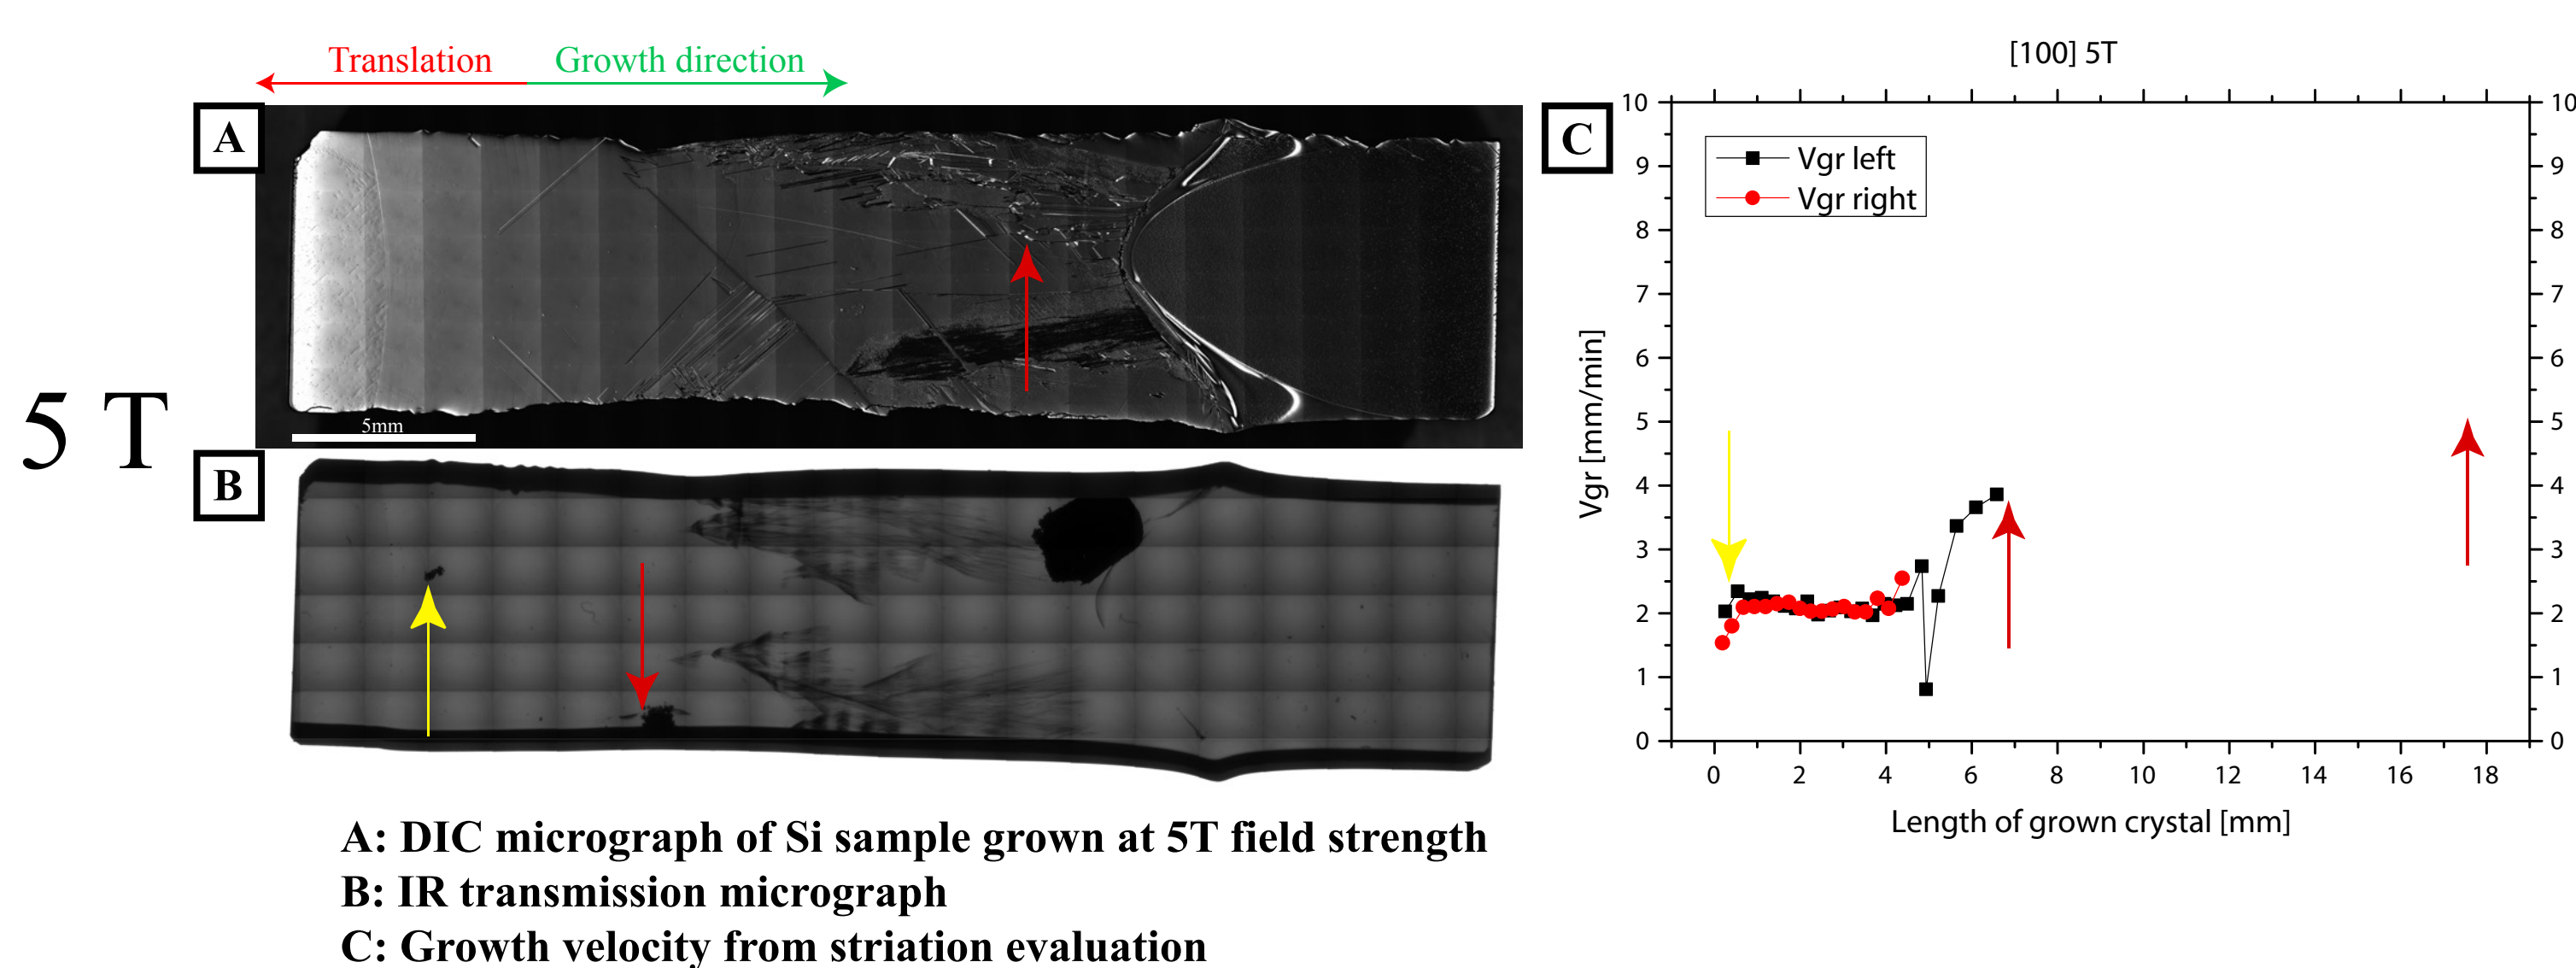 Translation Growth direction
A
5mm
5 T
B
A: DIC micrograph of Si sample grown at 5T field strength
B: IR transmission micrograph
C: Growth velocity from striation evaluation
C
[100] 5T
Vgr left
Vgr right
Vgr [mm/min]
10
9
8
7
6
5
4
3
2
1
0
10
9
8
7
6
5
4
3
2
1
0
0 2 4 6 8 10 12 14 16 18
Length of grown crystal [mm]